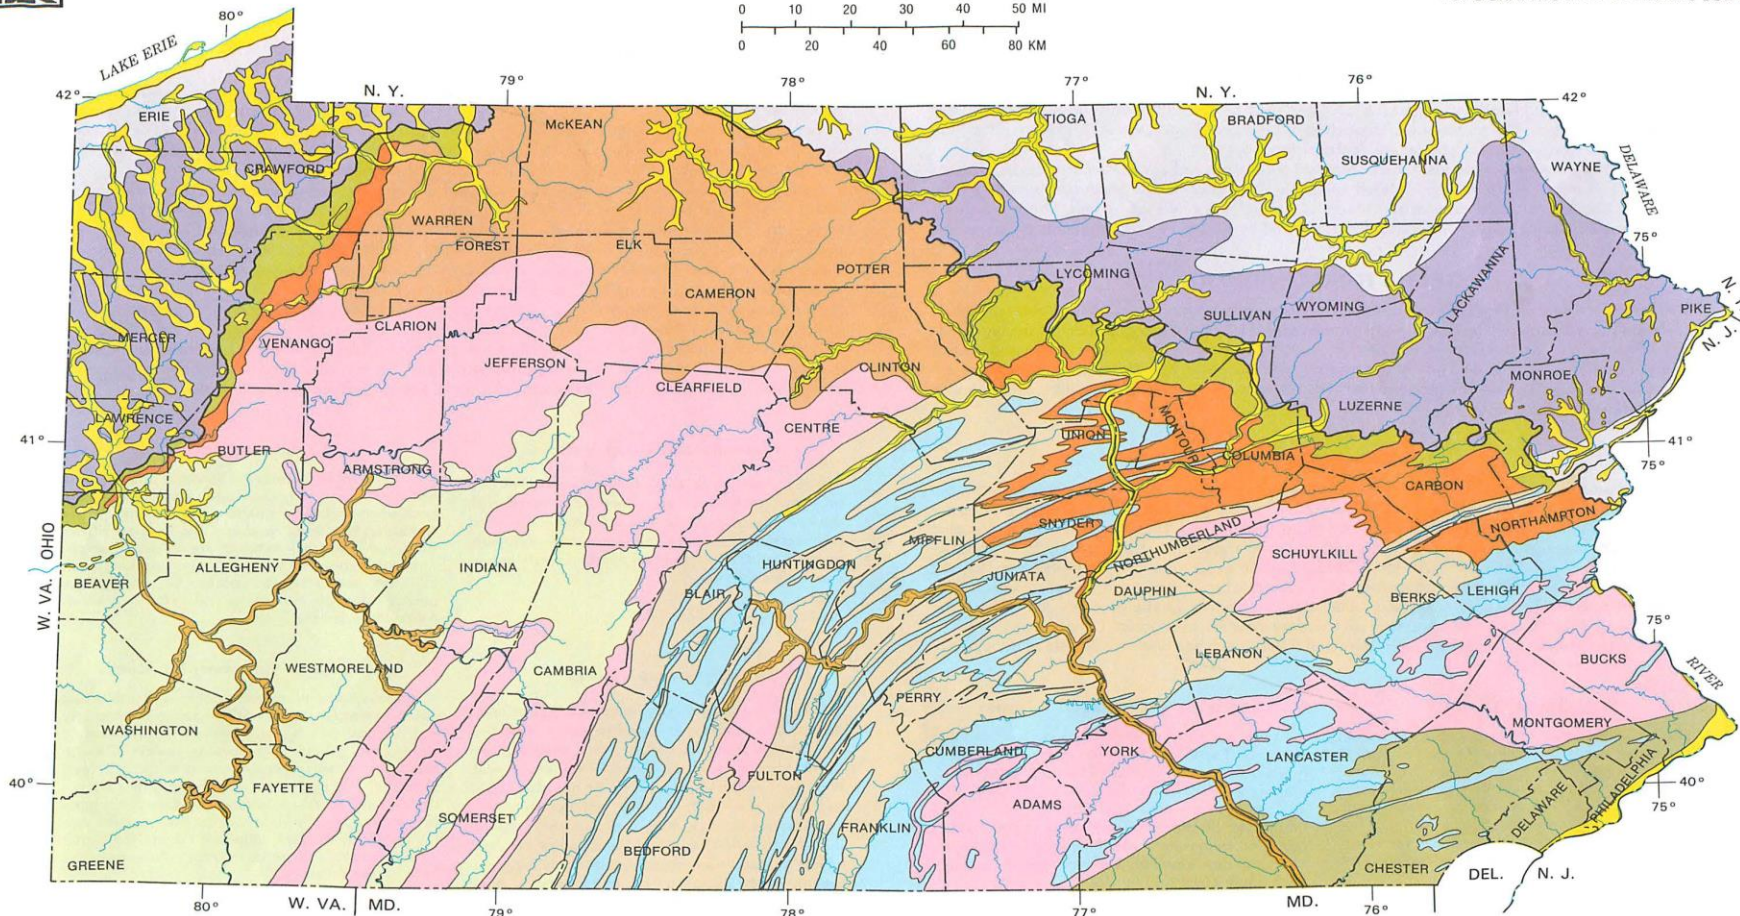 0 10 20 30 40 50 MI
0 20 40 60 80 KM
80°
LAKE ERIE
79°
78°
77°
76°
42°
N. Y.
N. Y.
42°
ERIE
McKEAN
TIOGA
BRADFORD
SUSQUEHANNA
WAYNE
DELAWARE
CRAWFORD
WARREN
FOREST
ELK
POTTER
CAMERON
LYCOMING
SULLIVAN
WYOMING
LACKAWANNA
75°
PIKE
N. Y.
N. J.
MERCER
VENANGO
CLARION
JEFFERSON
CLEARFIELD
CLINTON
CENTRE
MONROE
LUZERNE
LAWRENCE
41°
BUTLER
ARMSTRONG
UNION
MONTOUR
COLUMBIA
CARBON
41°
75°
NORTHAMPTON
SNYDER
NORTHUMBERLAND
SCHUYLKILL
MIFFLIN
HUNTINGDON
JUNIATA
DAUPHIN
BERKS
LEHIGH
OHIO
W. VA.
BEAVER
ALLEGHENY
INDIANA
BLAIR
WESTMORELAND
CAMBRIA
LEBANON
75°
BUCKS
RIVER
PERRY
WASHINGTON
CUMBERLAND
YORK
LANCASTER
MONTGOMERY
40°
FAYETTE
FULTON
ADAMS
DELAWARE
PHILADELPHIA
40°
75°
SOMERSET
BEDFORD
FRANKLIN
GREENE
CHESTER
DEL.
N. J.
80°
W. VA.
MD.
79°
78°
77°
MD.
76°